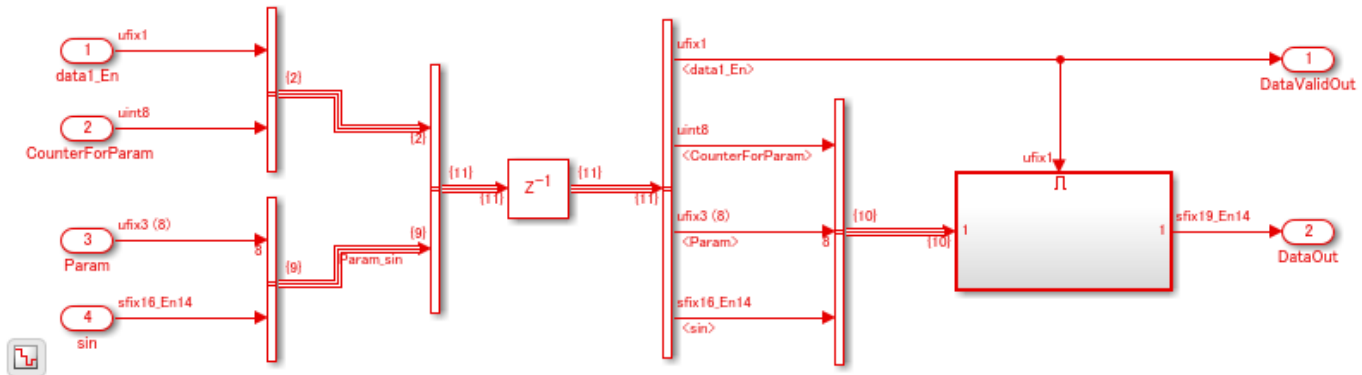 ufix1
1
data1_En
uint8
2
CounterForParam
{2}
{2}
ufix3 (8)
3
8
Param
sfix16_En14
4
sin
{9}
{9}
Param_sin
{11}
{11}
Z⁻¹
{11}
{11}
ufix1
<data1_En>
uint8
<CounterForParam>
ufix3 (8)
8
<Param>
sfix16_En14
<sin>
{10}
{10}
ufix1
1
1
sfix19_En14
1
DataValidOut
2
DataOut